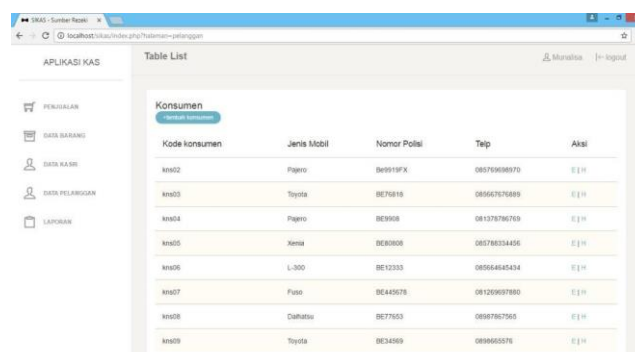 SIKAS - Sumber Rezeki
localhost/sikas/index.php?halaman=pelanggan
APLIKASI KAS
Table List
Munalisa
logout
PENJUALAN
DATA BARANG
DATA KASIR
DATA PELANGGAN
LAPORAN
Konsumen
+tambah konsumen
Kode konsumen Jenis Mobil Nomor Polisi Telp Aksi
kns02 Pajero Be9919FX 085769698970 E | H
kns03 Toyota BE76818 085667676889 E | H
kns04 Pajero BE9908 081378786769 E | H
kns05 Xenia BE80808 085788334456 E | H
kns06 L-300 BE12333 085664645434 E | H
kns07 Fuso BE445678 081269697880 E | H
kns08 Daihatsu BE77653 08987867565 E | H
kns09 Toyota BE34569 0898665576 E | H